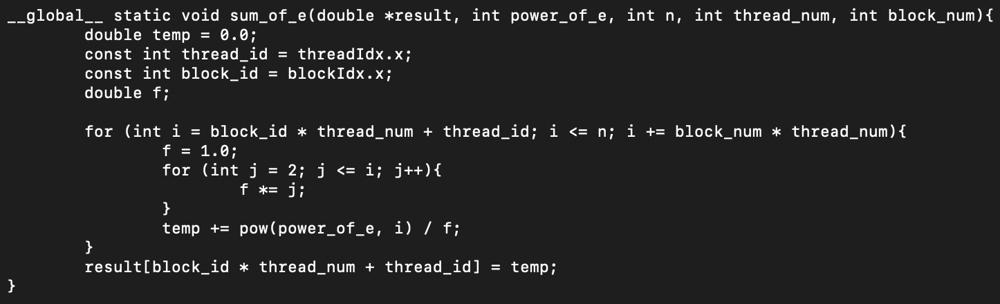 __global__ static void sum_of_e(double *result, int power_of_e, int n, int thread_num, int block_num){
        double temp = 0.0;
        const int thread_id = threadIdx.x;
        const int block_id = blockIdx.x;
        double f;

        for (int i = block_id * thread_num + thread_id; i <= n; i += block_num * thread_num){
                f = 1.0;
                for (int j = 2; j <= i; j++){
                        f *= j;
                }
                temp += pow(power_of_e, i) / f;
        }
        result[block_id * thread_num + thread_id] = temp;
}